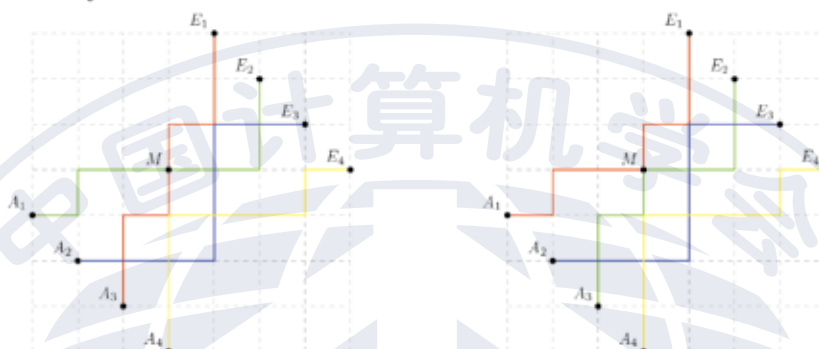 E₁ E₁
E₂ E₂
E₃ E₃
M E₄ M E₄
A₁ A₁
A₂ A₂
A₃ A₃
A₄ A₄
中国计算机学会